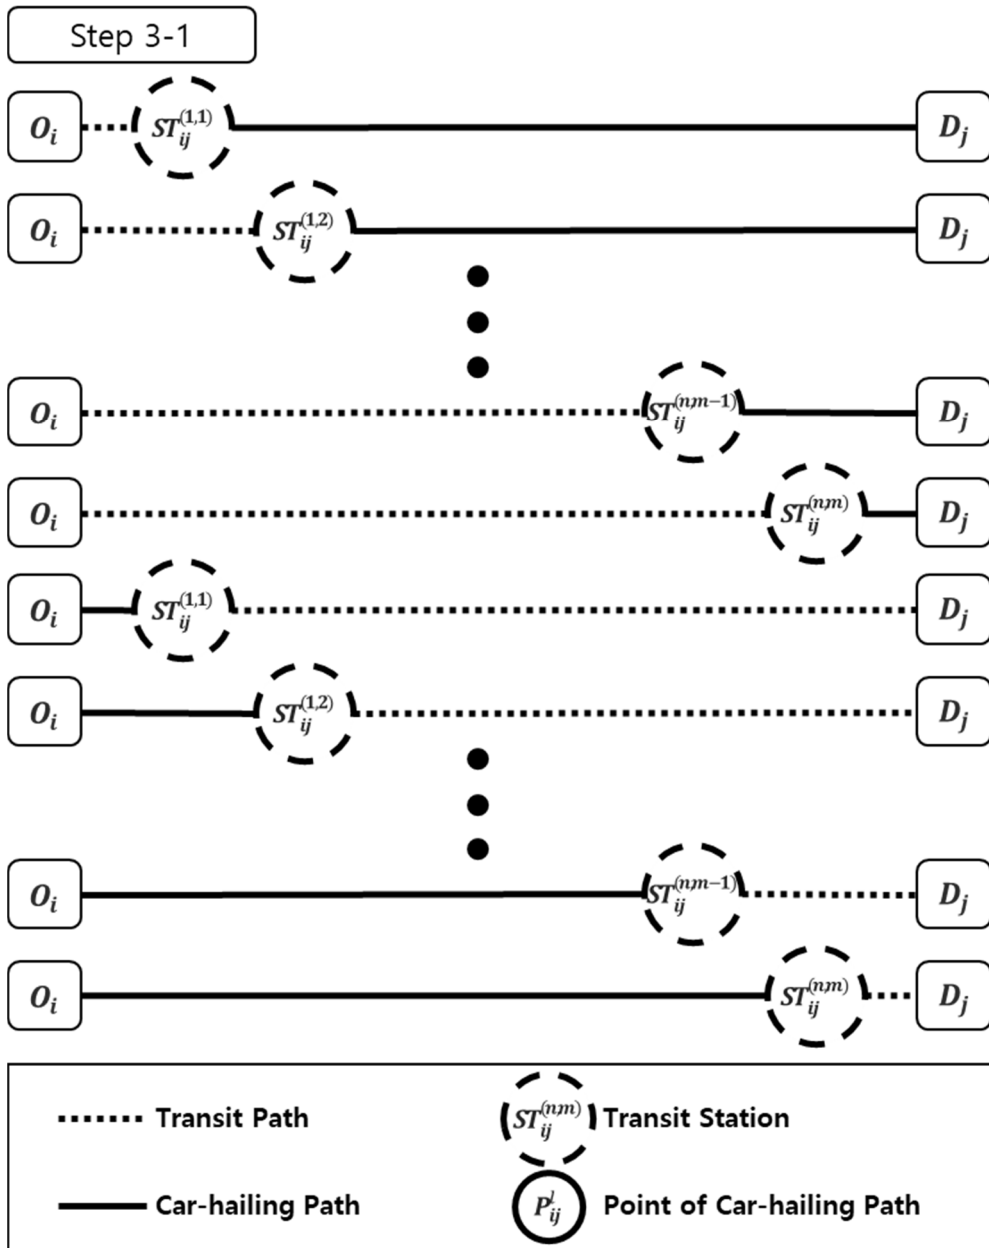 Step 3-1
O_i ST_ij^(1,1) D_j
O_i ST_ij^(1,2) D_j
O_i ST_ij^(n,m−1) D_j
O_i ST_ij^(n,m) D_j
O_i ST_ij^(1,1) D_j
O_i ST_ij^(1,2) D_j
O_i ST_ij^(n,m−1) D_j
O_i ST_ij^(n,m) D_j
Transit Path ST_ij^(n,m) Transit Station
Car-hailing Path P_ij^l Point of Car-hailing Path